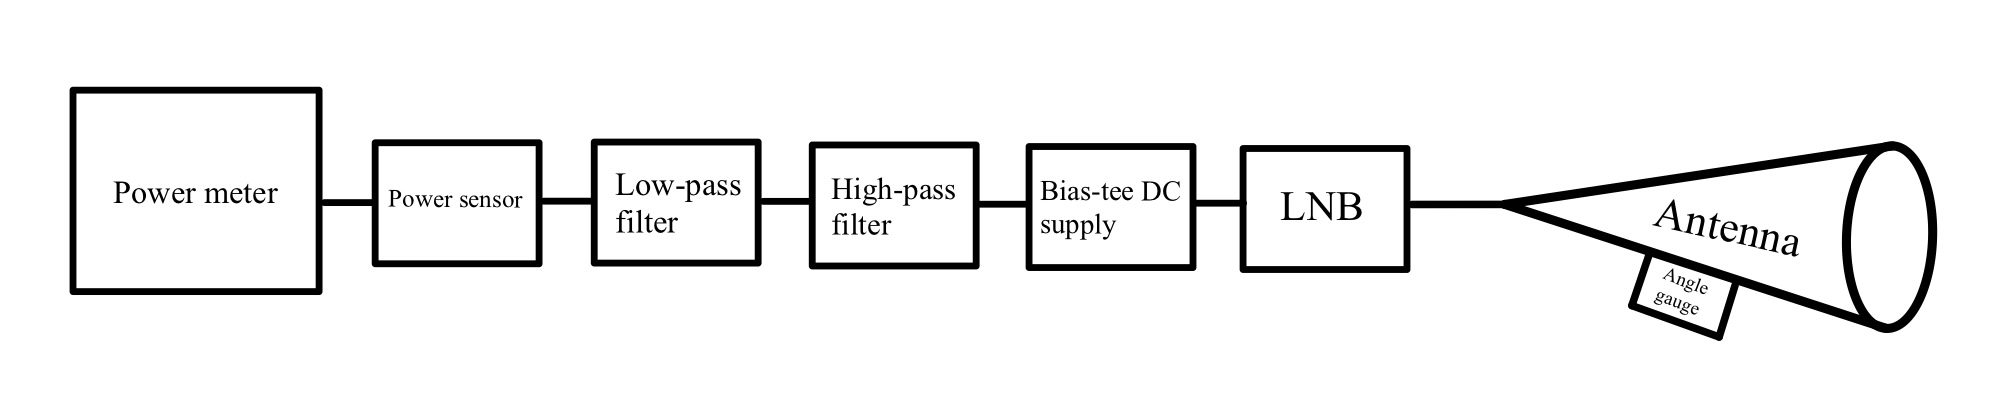 Power meter
Power sensor
Low-pass
filter
High-pass
filter
Bias-tee DC
supply
LNB
Antenna
Angle
gauge